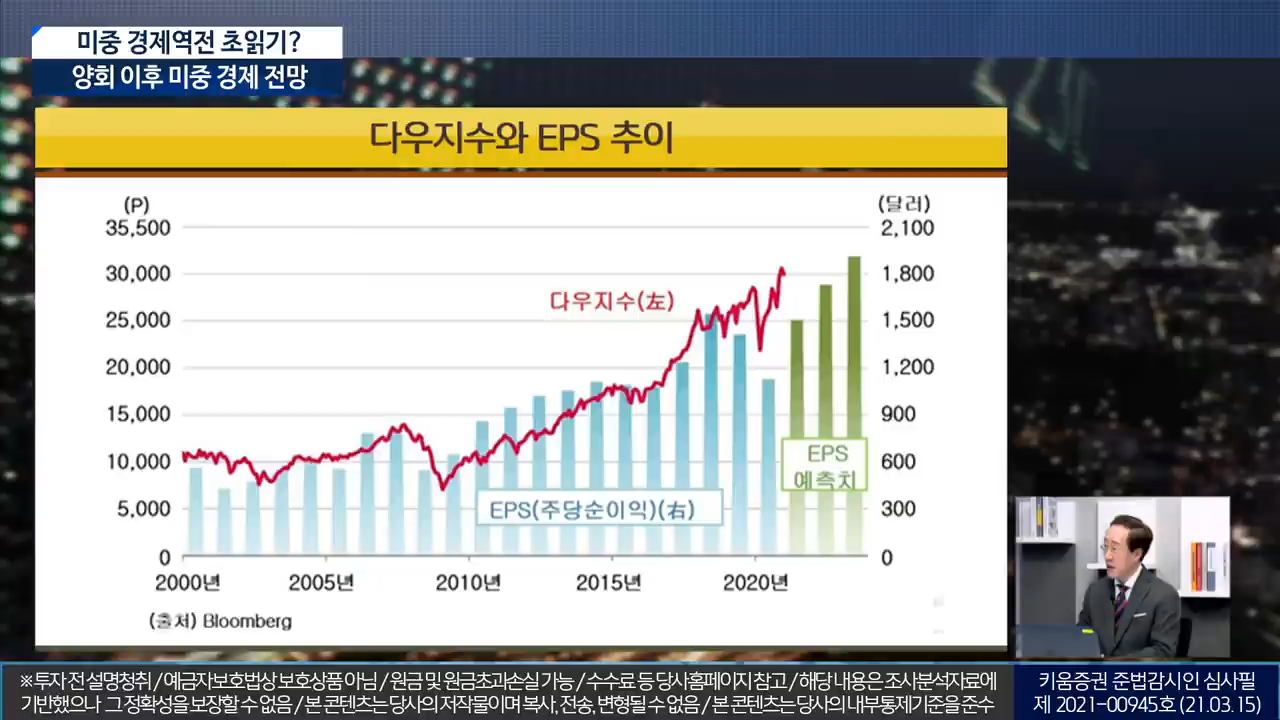 미중 경제역전 초읽기?
양회 이후 미중 경제 전망
다우지수와 EPS 추이
(P)
(달러)
35,500
2,100
30,000
1,800
다우지수(左)
25,000
1,500
20,000
1,200
15,000
900
10,000
600
EPS
예측치
5,000
300
EPS(주당순이익)(右)
0
0
2000년
2005년
2010년
2015년
2020년
(출처) Bloomberg
※투자 전 설명청취 / 예금자보호법상 보호상품 아님 / 원금 및 원금초과손실 가능 / 수수료 등 당사홈페이지 참고 / 해당 내용은 조사분석자료에
기반했으나 그 정확성을 보장할 수 없음 / 본 콘텐츠는 당사의 저작물이며 복사, 전송, 변형될 수 없음 / 본 콘텐츠는 당사의 내부통제기준을 준수
키움증권 준법감시인 심사필
제 2021-00945호 (21.03.15)